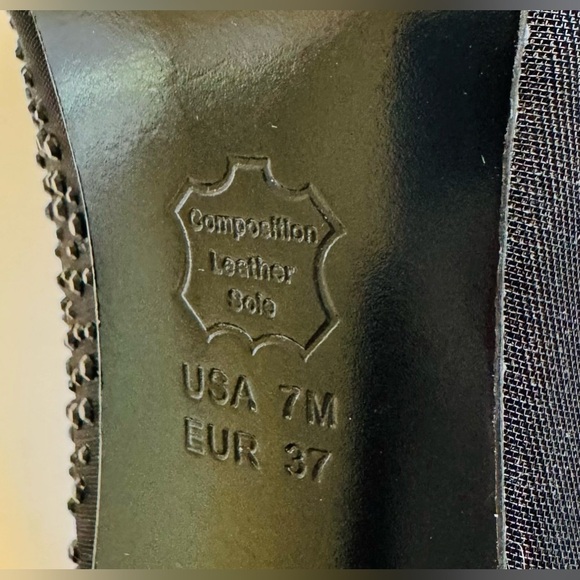 Composition
Leather
Sole
USA 7M
EUR 37